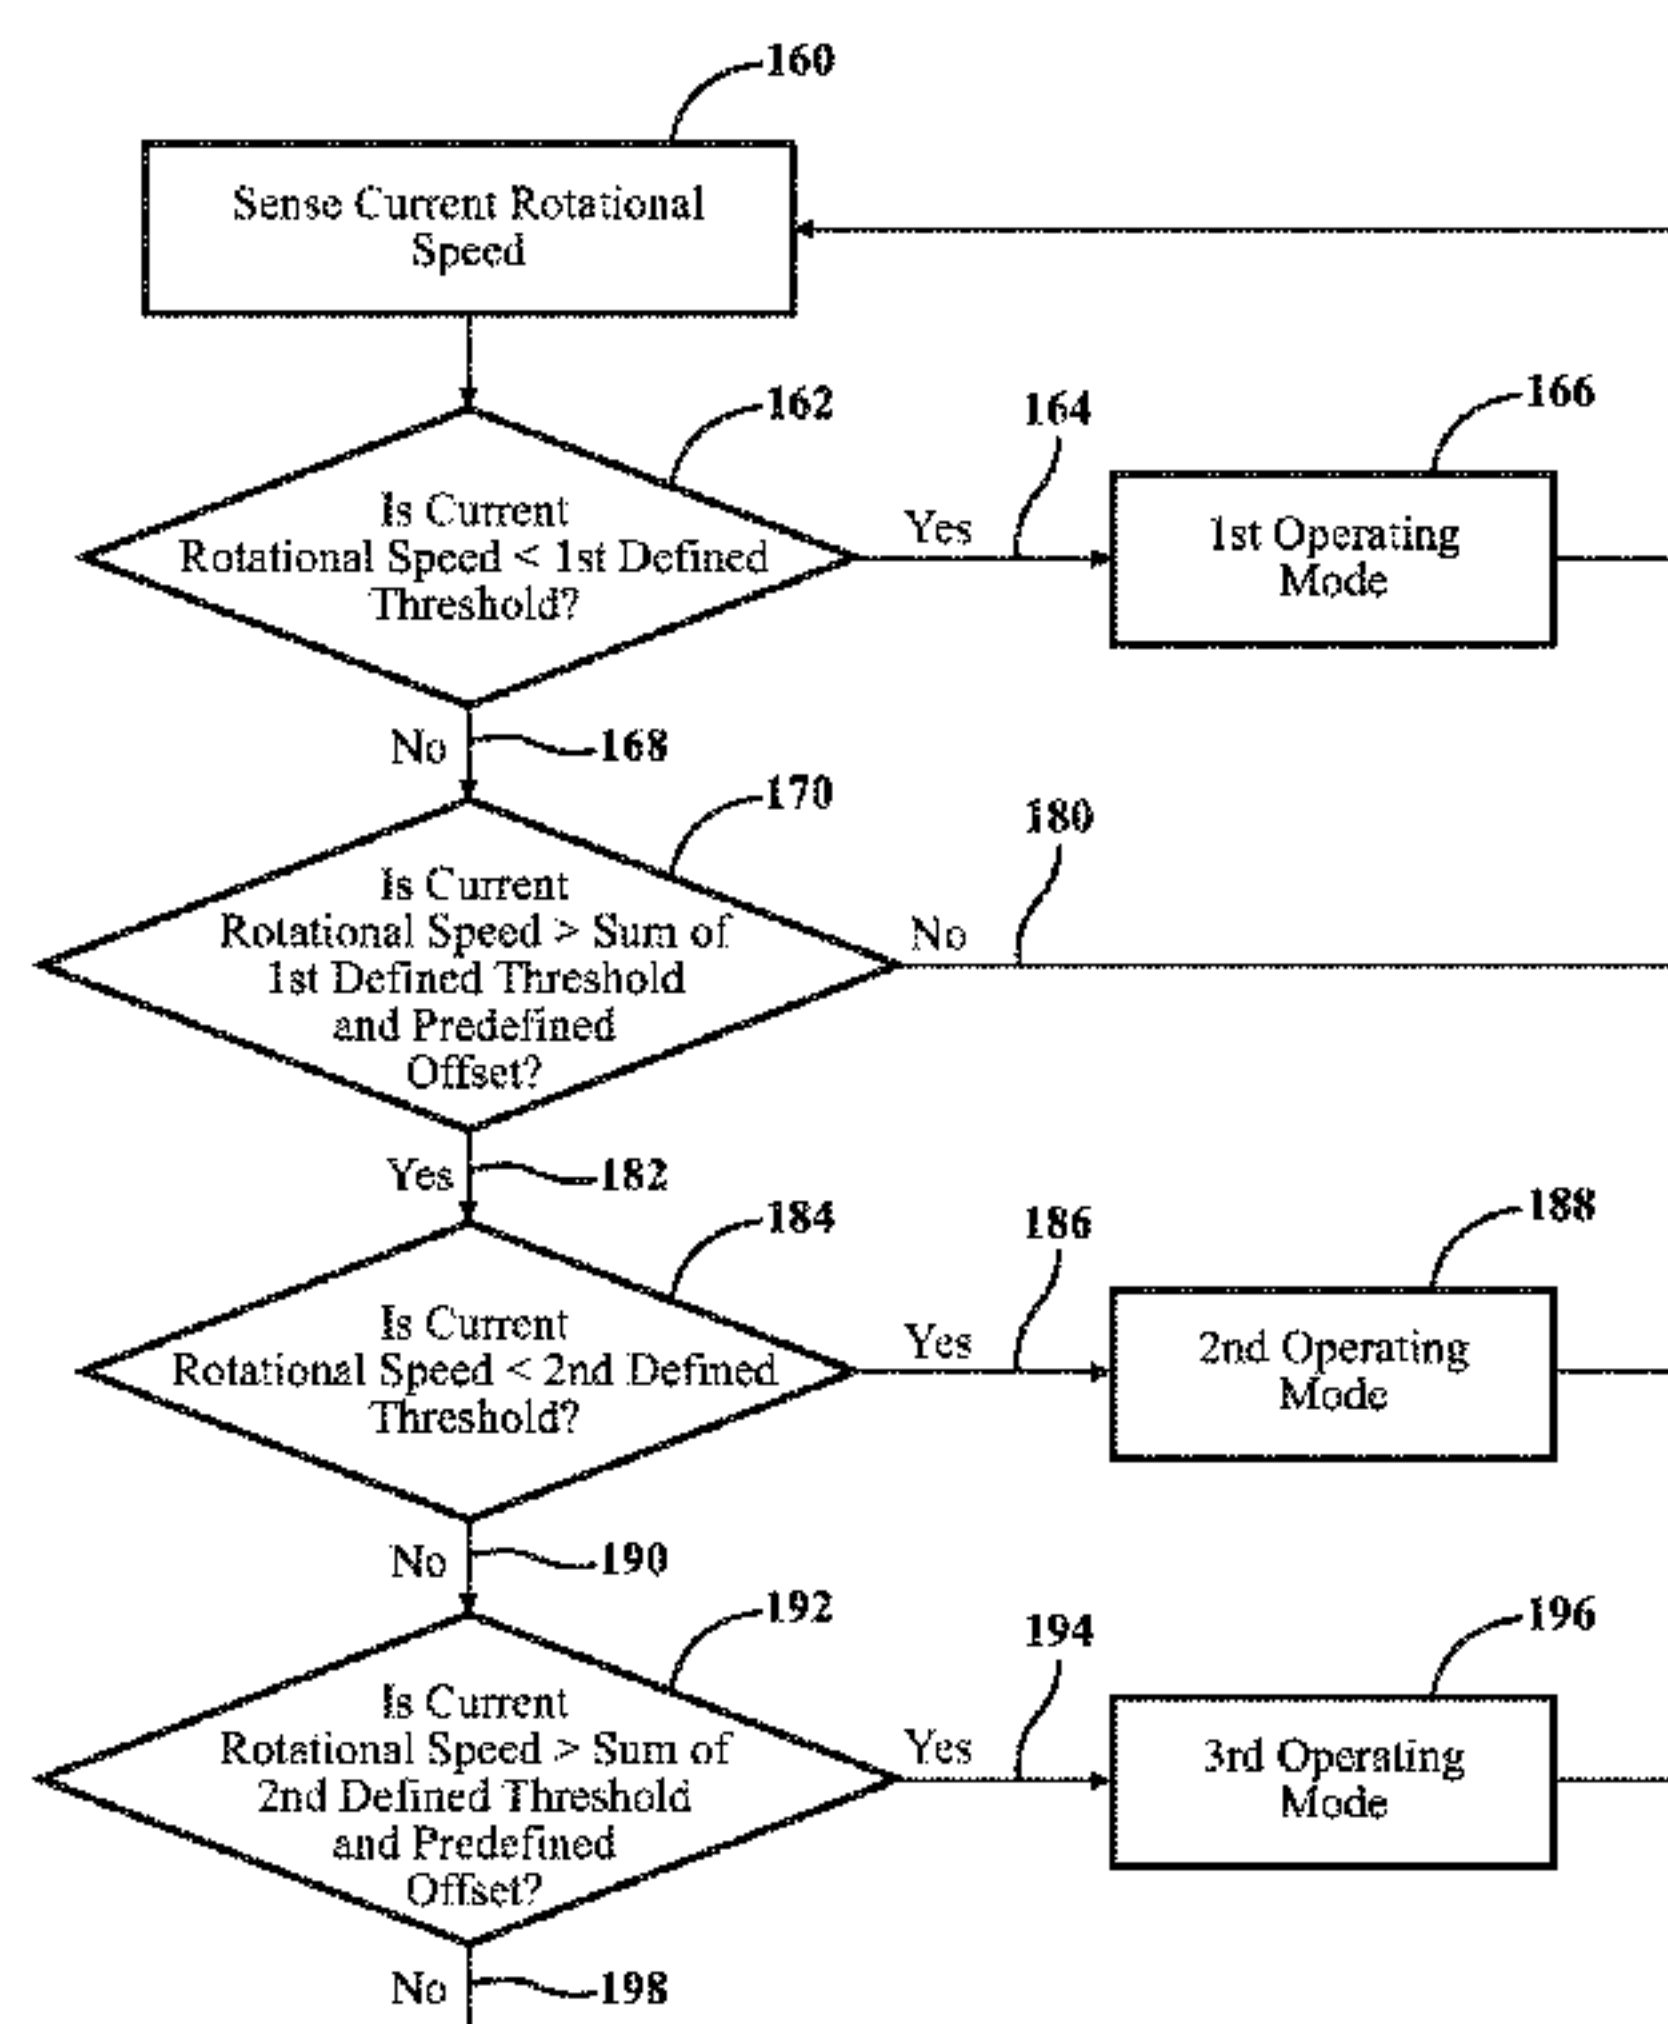 160
Sense Current Rotational
Speed
162
164
166
Is Current
Rotational Speed < 1st Defined
Threshold?
Yes
1st Operating
Mode
No
168
170
180
Is Current
Rotational Speed > Sum of
1st Defined Threshold
and Predefined
Offset?
No
Yes
182
184
186
188
Is Current
Rotational Speed < 2nd Defined
Threshold?
Yes
2nd Operating
Mode
No
190
192
194
196
Is Current
Rotational Speed > Sum of
2nd Defined Threshold
and Predefined
Offset?
Yes
3rd Operating
Mode
No
198